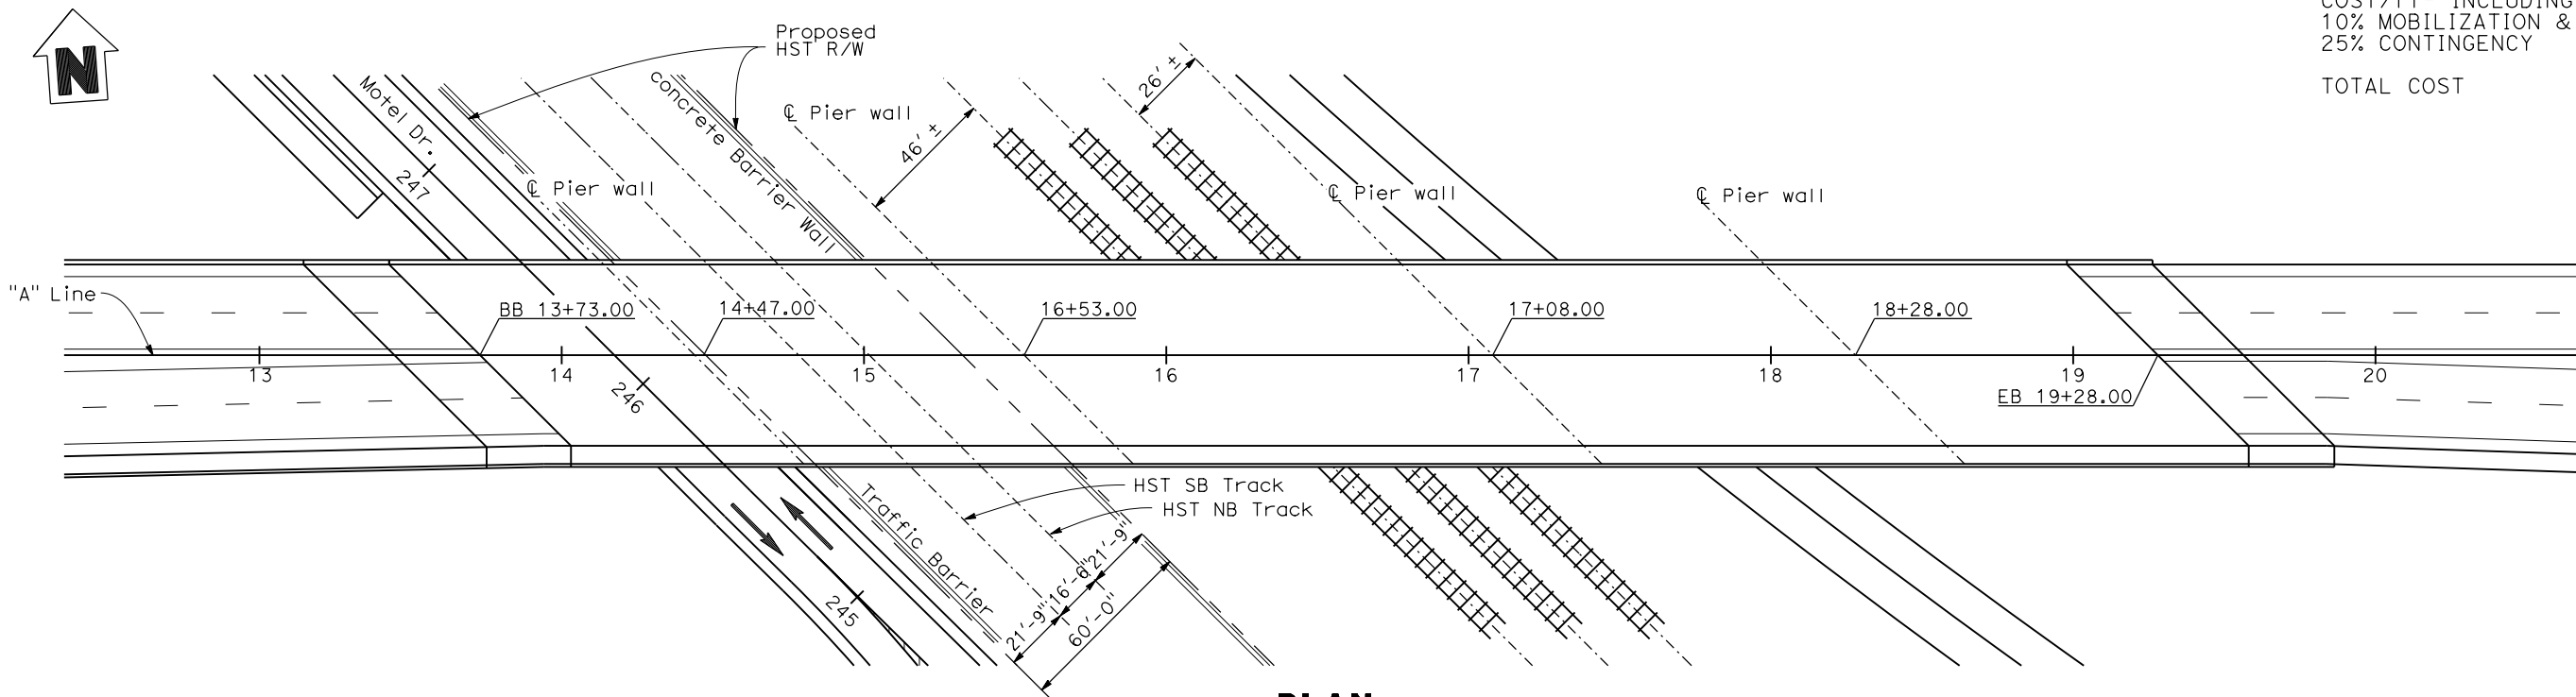 N
Proposed
HST R/W
10% MOBILIZATION &
25% CONTINGENCY
TOTAL COST
Motel Dr.
247
Concrete Barrier Wall
℄ Pier wall
℄ Pier wall
46' ±
26' ±
℄ Pier wall
℄ Pier wall
"A" Line
BB 13+73.00
14+47.00
16+53.00
17+08.00
18+28.00
EB 19+28.00
13
14
15
16
17
18
19
20
246
245
Traffic Barrier
HST SB Track
HST NB Track
21'-9"
16'-6"
21'-9"
60'-0"
PLAN